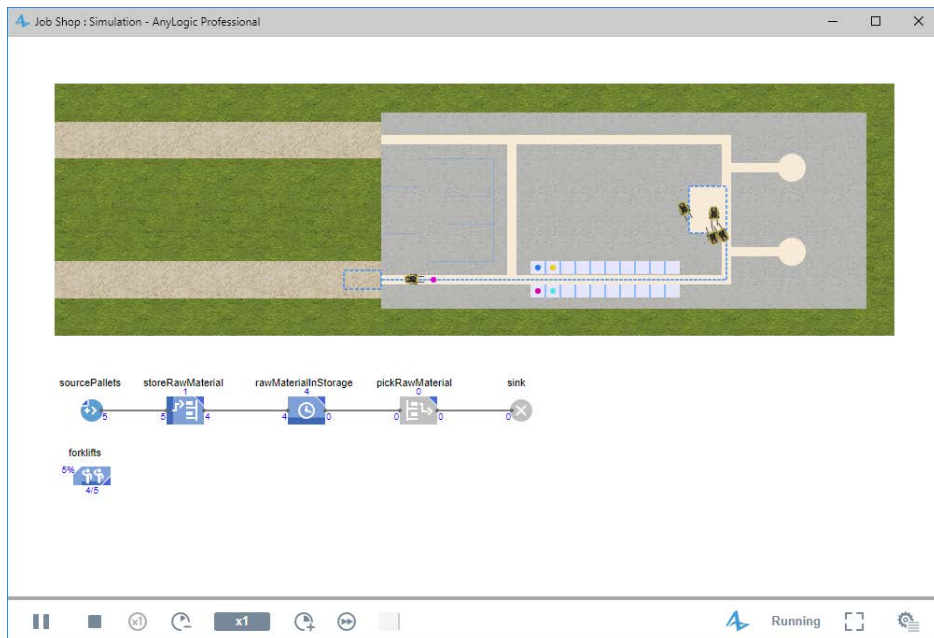 Job Shop : Simulation - AnyLogic Professional
sourcePallets storeRawMaterial rawMaterialInStorage pickRawMaterial sink
1 4 0
5 5 4 4 0 0 0 0
forklifts
5%
4/5
x1 x1 Running